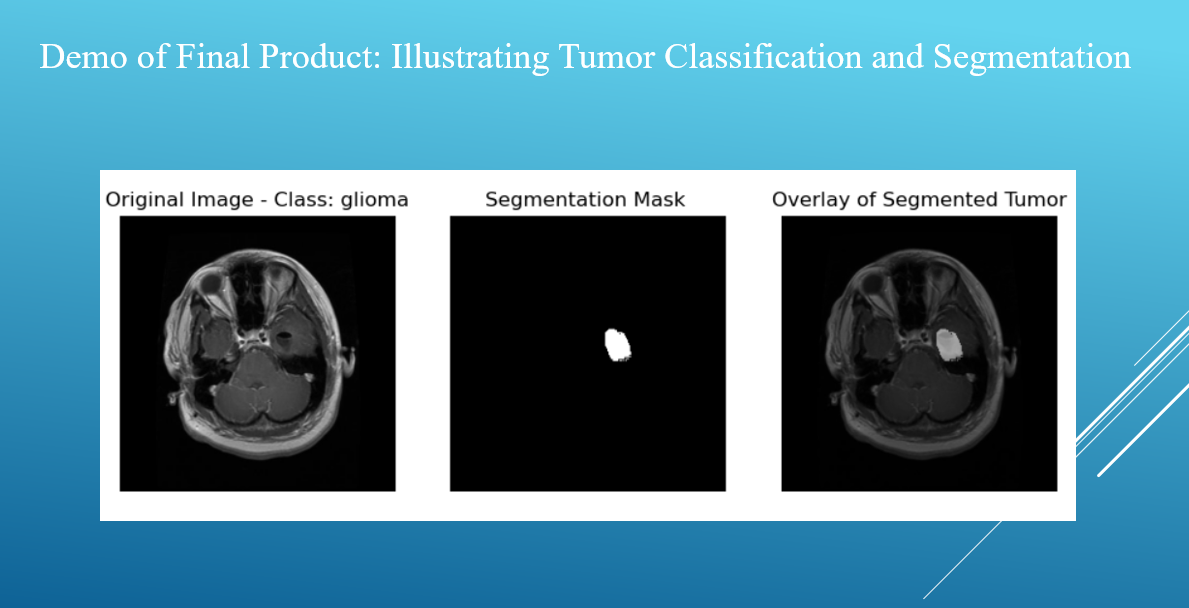 Demo of Final Product: Illustrating Tumor Classification and Segmentation
Original Image - Class: glioma
Segmentation Mask
Overlay of Segmented Tumor